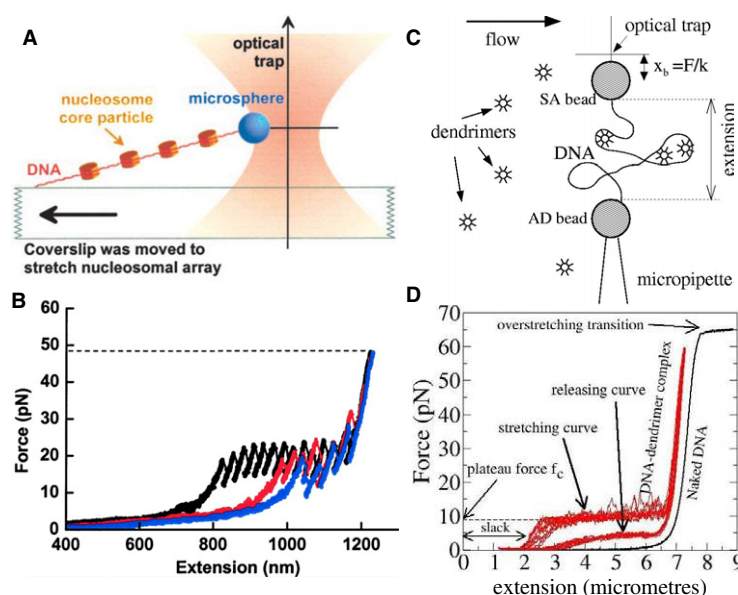 A
optical
trap
microsphere
nucleosome
core particle
DNA
Coverslip was moved to
stretch nucleosomal array
B
60
50
40
30
20
10
0
Force (pN)
400
600
800
1000
1200
Extension (nm)
C
flow
optical trap
x_b =F/k
SA bead
dendrimers
DNA
extension
AD bead
micropipette
D
70
65
60
50
40
30
20
10
0
Force (pN)
overstretching transition
releasing curve
stretching curve
plateau force f_c
slack
DNA-dendrimer complex
Naked DNA
0 1 2 3 4 5 6 7 8 9
extension (micrometres)